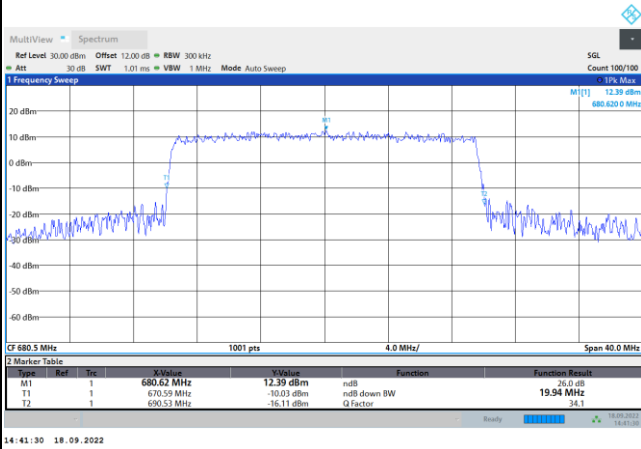 MultiView Spectrum
Ref Level 30.00 dBm Offset 12.00 dB RBW 300 kHz SGL
Att 30 dB SWT 1.01 ms VBW 1 MHz Mode Auto Sweep Count 100/100
1 Frequency Sweep 1Pk Max
M1[1] 12.39 dBm
680.620 0 MHz
20 dBm
M1
10 dBm
0 dBm
T1
-10 dBm
T2
-20 dBm
-30 dBm
-40 dBm
-50 dBm
-60 dBm
CF 680.5 MHz 1001 pts 4.0 MHz/ Span 40.0 MHz
2 Marker Table
Type Ref Trc X-Value Y-Value Function Function Result
M1 1 680.62 MHz 12.39 dBm ndB 26.0 dB
T1 1 670.59 MHz -10.03 dBm ndB down BW 19.94 MHz
T2 1 690.53 MHz -16.11 dBm Q Factor 34.1
Ready 18.09.2022
14:41:30
14:41:30 18.09.2022